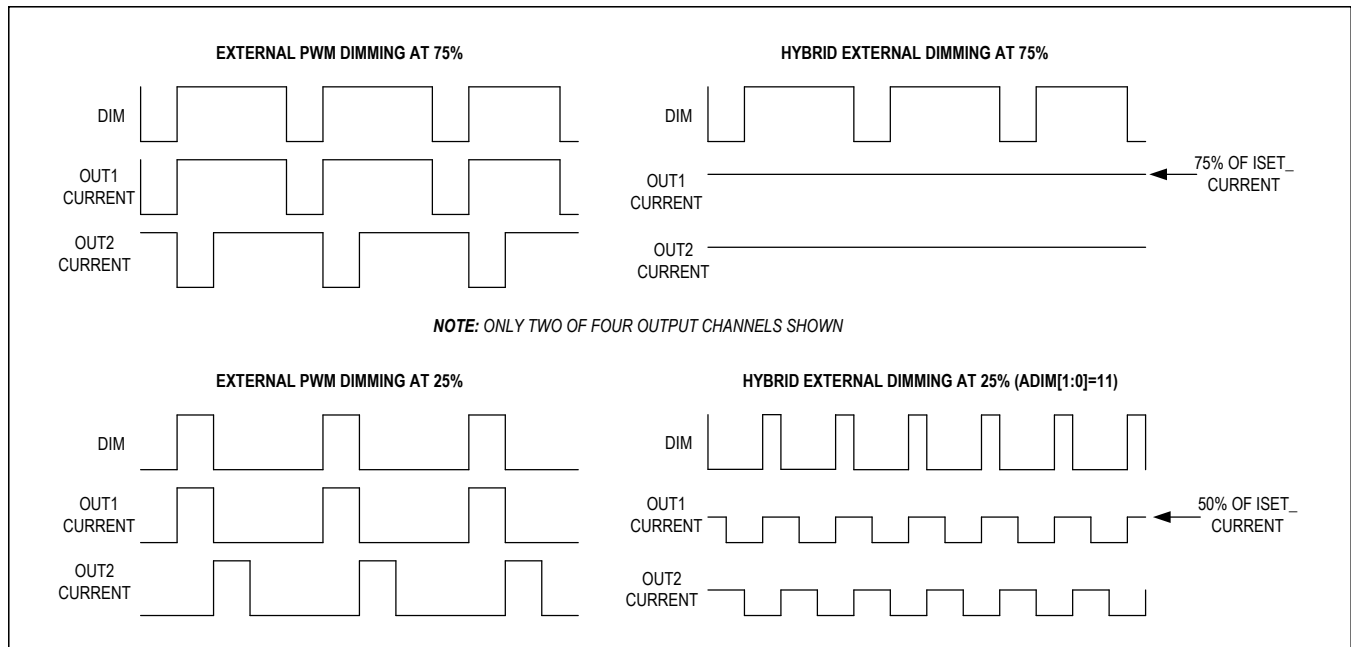 EXTERNAL PWM DIMMING AT 75%
DIM
OUT1
CURRENT
OUT2
CURRENT
HYBRID EXTERNAL DIMMING AT 75%
DIM
OUT1
CURRENT
75% OF ISET_
CURRENT
OUT2
CURRENT
NOTE: ONLY TWO OF FOUR OUTPUT CHANNELS SHOWN
EXTERNAL PWM DIMMING AT 25%
DIM
OUT1
CURRENT
OUT2
CURRENT
HYBRID EXTERNAL DIMMING AT 25% (ADIM[1:0]=11)
DIM
OUT1
CURRENT
50% OF ISET_
CURRENT
OUT2
CURRENT